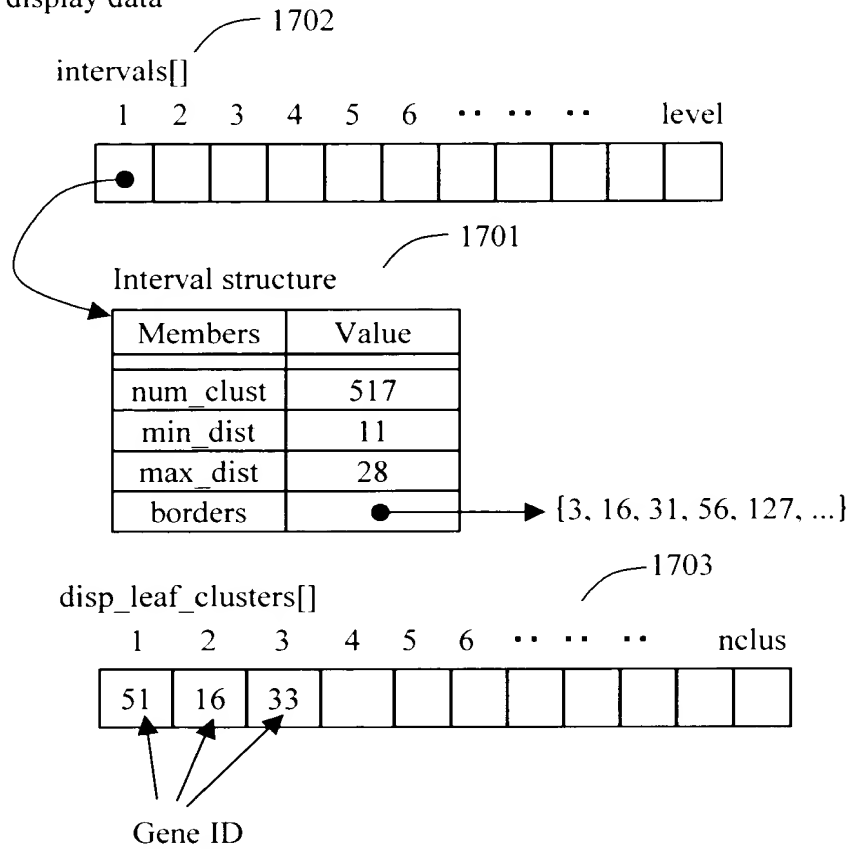 display data
1702
intervals[]
1 2 3 4 5 6 ·· ·· ·· level
1701
Interval structure
Members Value
num_clust 517
min_dist 11
max_dist 28
borders {3, 16, 31, 56, 127, ...}
1703
disp_leaf_clusters[]
1 2 3 4 5 6 ·· ·· ·· nclus
51 16 33
Gene ID